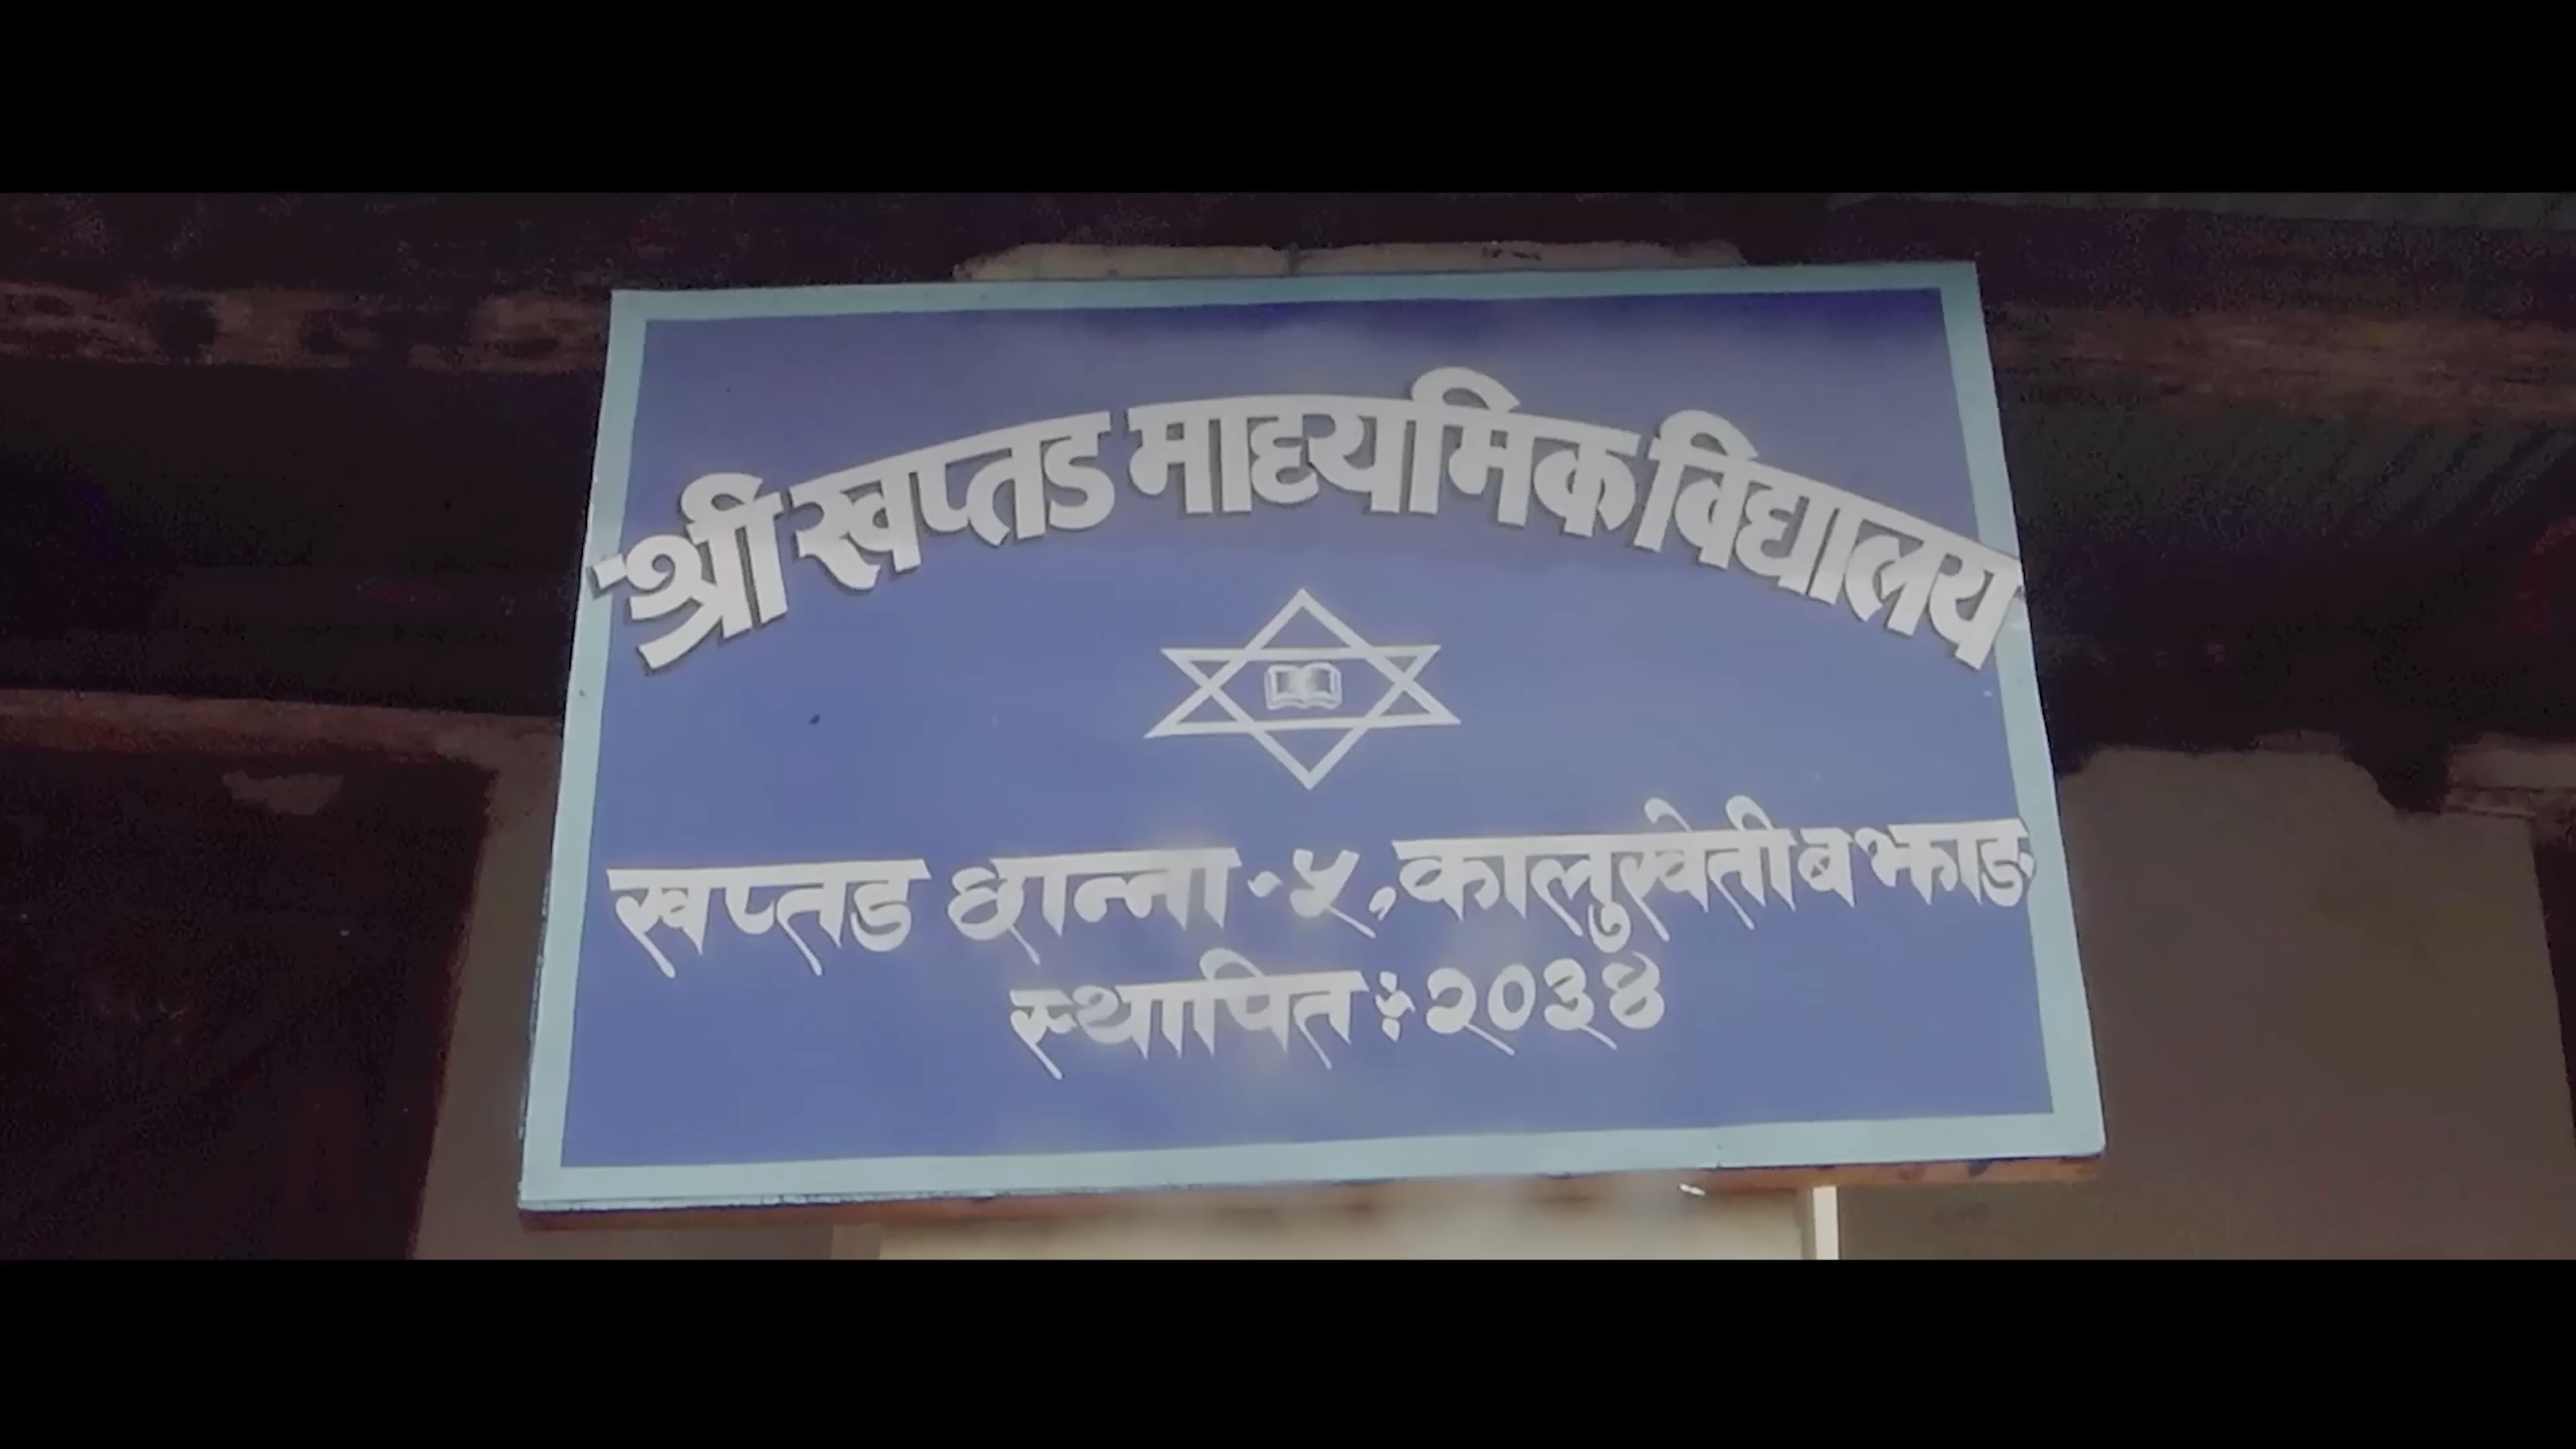 श्री खप्तड माध्यमिक विद्यालय
खप्तड छान्ना -५, कालुखेती बझाङ
स्थापित : २०३४